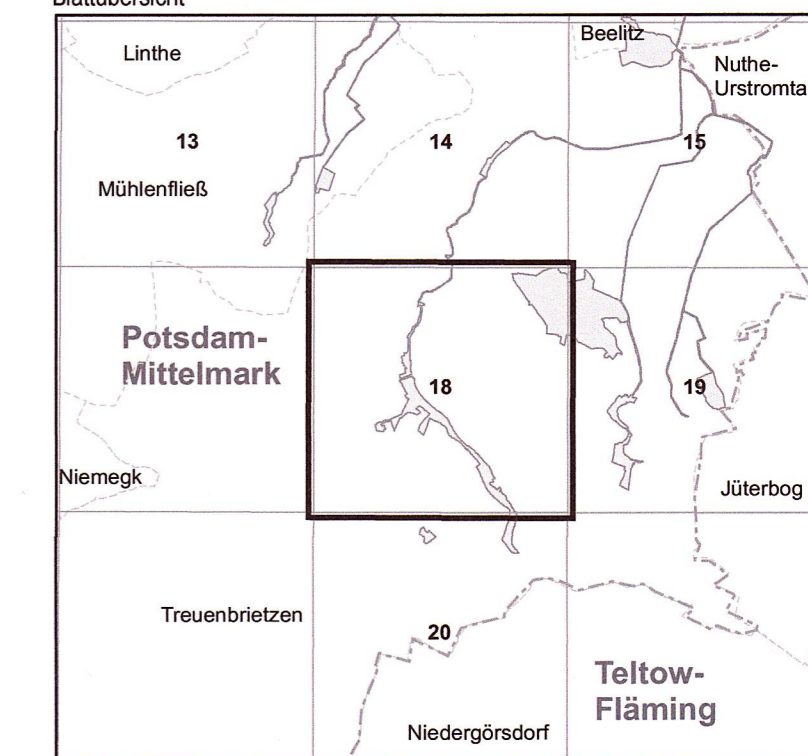 Blattübersicht
Beelitz
Linthe
Nuthe-
Urstromta
13
14
15
Mühlenfließ
Potsdam-
Mittelmark
18
19
Niemegk
Jüterbog
Treuenbrietzen
20
Teltow-
Fläming
Niedergörsdorf